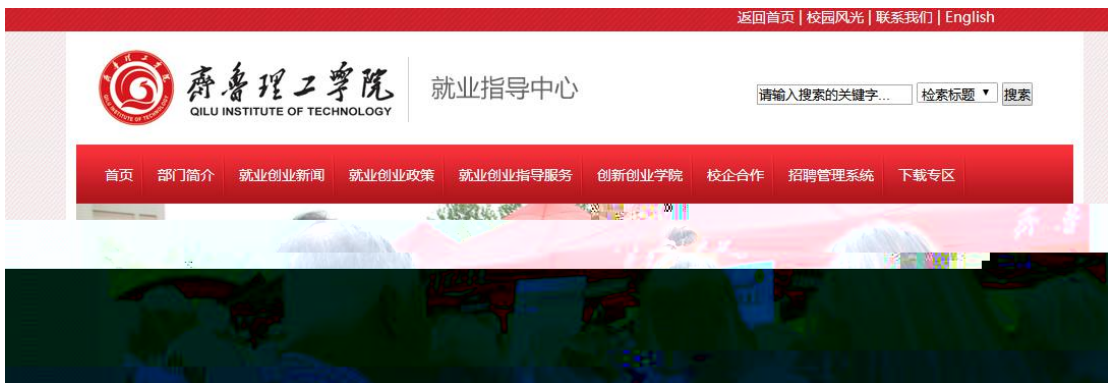 返回首页 | 校园风光 | 联系我们 | English
齐鲁理工学院
QILU INSTITUTE OF TECHNOLOGY
就业指导中心
请输入搜索的关键字... 检索标题 搜索
首页 部门简介 就业创业新闻 就业创业政策 就业创业指导服务 创新创业学院 校企合作 招聘管理系统 下载专区